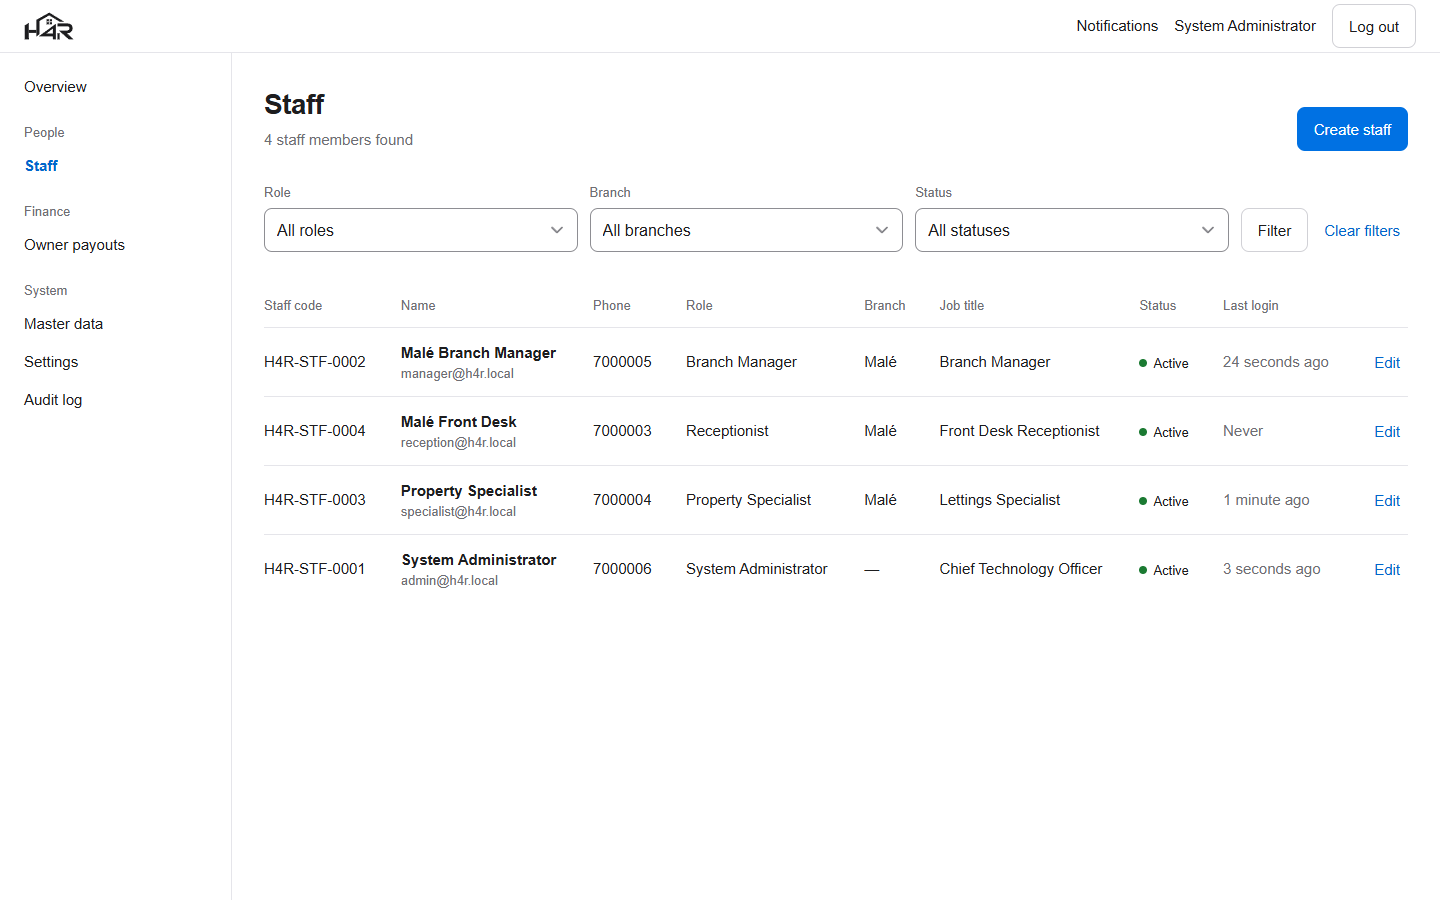 H4R
Notifications System Administrator Log out
Overview
People
Staff
Finance
Owner payouts
System
Master data
Settings
Audit log
Staff
4 staff members found
Create staff
Role Branch Status
All roles All branches All statuses Filter Clear filters
Staff code Name Phone Role Branch Job title Status Last login
H4R-STF-0002 Malé Branch Manager 7000005 Branch Manager Malé Branch Manager Active 24 seconds ago Edit
manager@h4r.local
H4R-STF-0004 Malé Front Desk 7000003 Receptionist Malé Front Desk Receptionist Active Never Edit
reception@h4r.local
H4R-STF-0003 Property Specialist 7000004 Property Specialist Malé Lettings Specialist Active 1 minute ago Edit
specialist@h4r.local
H4R-STF-0001 System Administrator 7000006 System Administrator — Chief Technology Officer Active 3 seconds ago Edit
admin@h4r.local